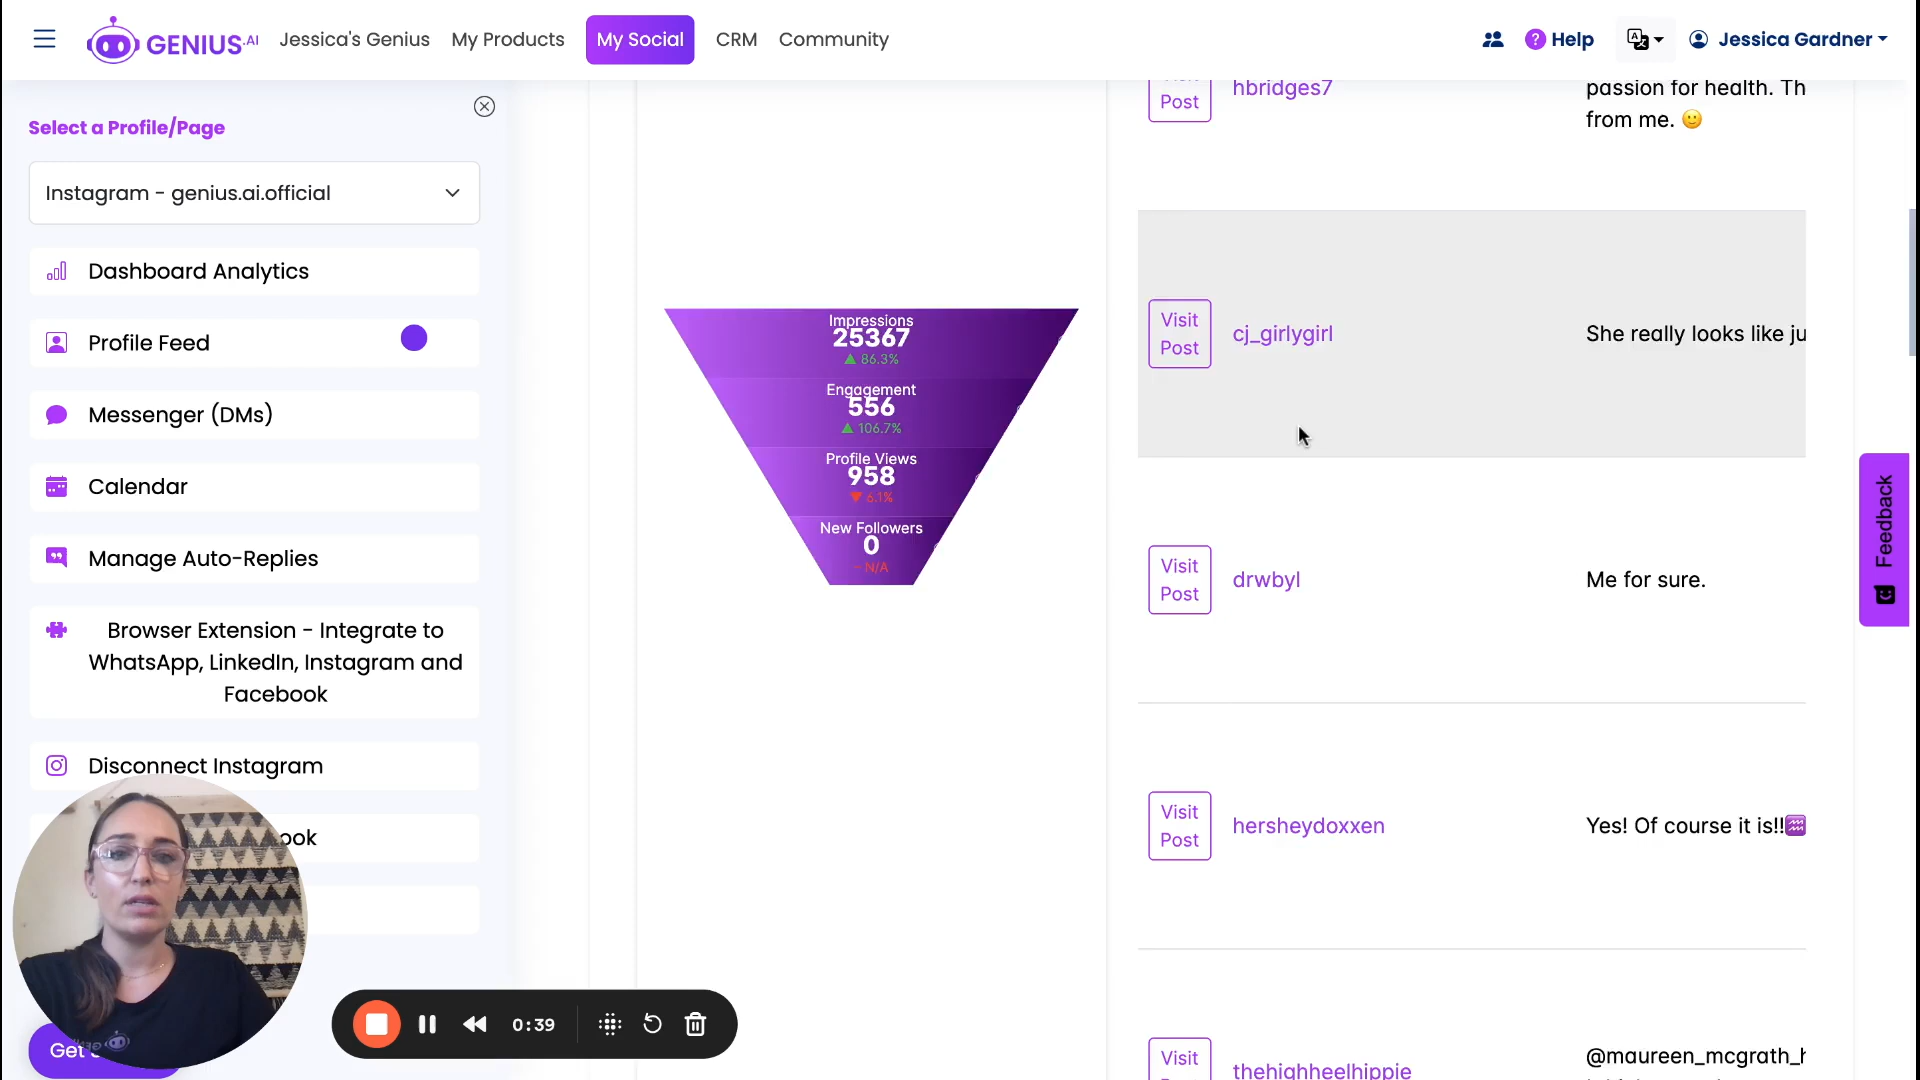 GENIUS.AI
Jessica's Genius
My Products
My Social
CRM
Community
? Help
Jessica Gardner
Select a Profile/Page
Instagram - genius.ai.official
Dashboard Analytics
Profile Feed
Messenger (DMs)
Calendar
Manage Auto-Replies
Browser Extension - Integrate to
WhatsApp, LinkedIn, Instagram and
Facebook
Disconnect Instagram
ook
Get
GENIUS
0:39
Impressions
25367
▲ 86.3%
Engagement
556
▲ 106.7%
Profile Views
958
▼ 6.1%
New Followers
0
- N/A
Post
hbridges7
passion for health. Th
from me. 🙂
Visit
Post
cj_girlygirl
She really looks like ju
Visit
Post
drwbyl
Me for sure.
Visit
Post
hersheydoxxen
Yes! Of course it is!!♒
Visit
thehighheelhippie
@maureen_mcgrath_h
Feedback